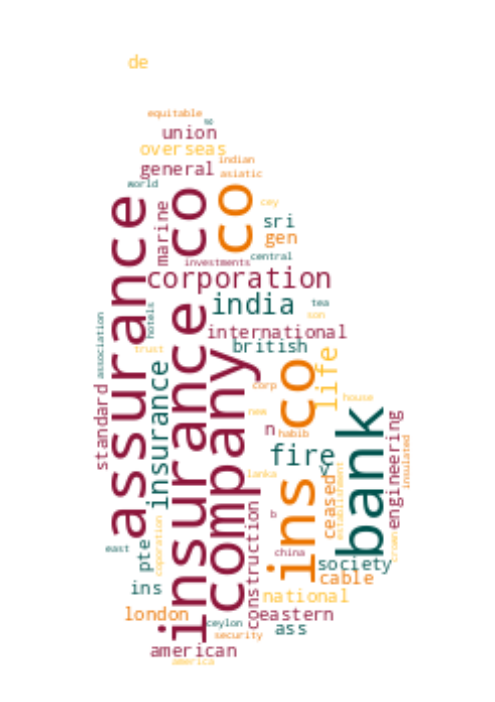 de
equitable
union
overseas
general
indian
asiatic
world
assurance
insurance co
co
marine
cey
sri
gen
central
investments
corporation
india
tea
son
hotels
association
international
british
trust
company
life
ins co
corp
house
standard
insurance
new
n
habib
bank
engineering
insulated
fire
y
lanka
ceased
establishment
coporation
construction
b
crown
east
pte
china
society
cable
ins
national
london
eastern
ceylon
ass
security
american
america